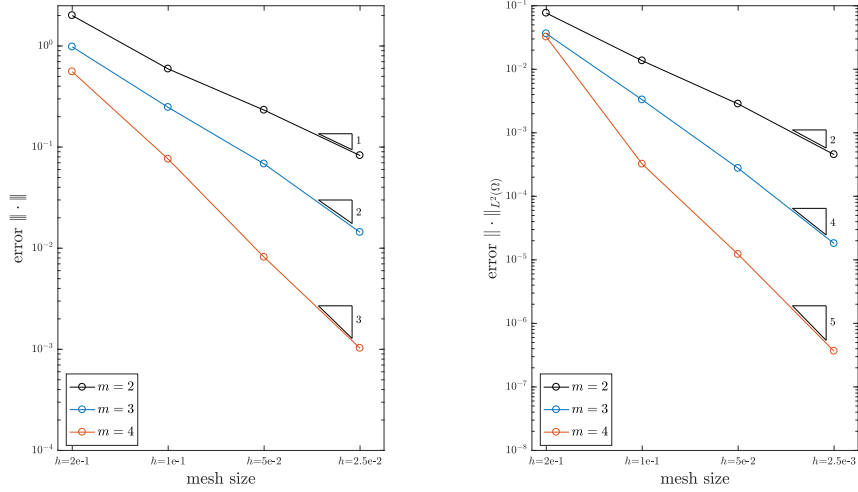 10^0
10^{-1}
10^{-2}
10^{-3}
10^{-4}
error ⦀ · ⦀
1
2
3
m = 2
m = 3
m = 4
h=2e-1
h=1e-1
h=5e-2
h=2.5e-2
mesh size
10^{-1}
10^{-2}
10^{-3}
10^{-4}
10^{-5}
10^{-6}
10^{-7}
10^{-8}
error ‖ · ‖_{L^2(Ω)}
2
4
5
m = 2
m = 3
m = 4
h=2e-1
h=1e-1
h=5e-2
h=2.5e-3
mesh size